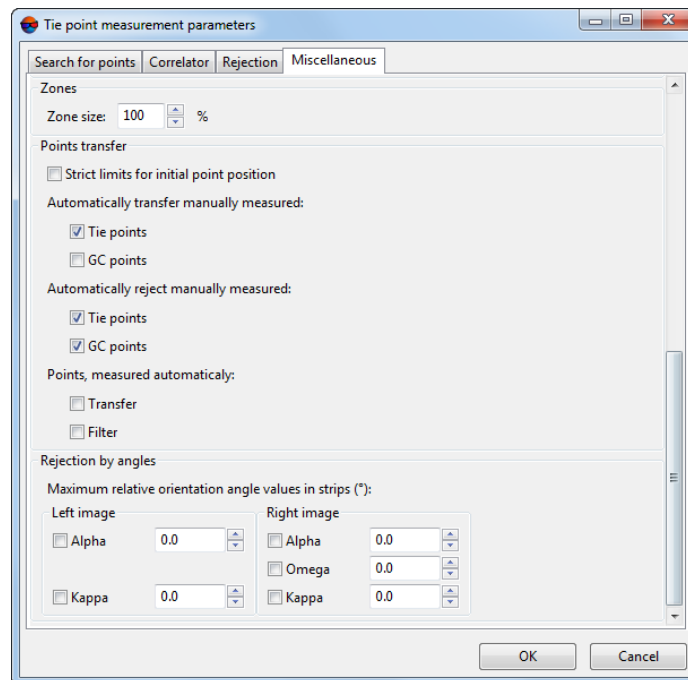 Tie point measurement parameters
Search for points Correlator Rejection Miscellaneous
Zones
Zone size: 100 %
Points transfer
Strict limits for initial point position
Automatically transfer manually measured:
Tie points
GC points
Automatically reject manually measured:
Tie points
GC points
Points, measured automaticaly:
Transfer
Filter
Rejection by angles
Maximum relative orientation angle values in strips (°):
Left image Right image
Alpha 0.0 Alpha 0.0
Omega 0.0
Kappa 0.0 Kappa 0.0
OK Cancel